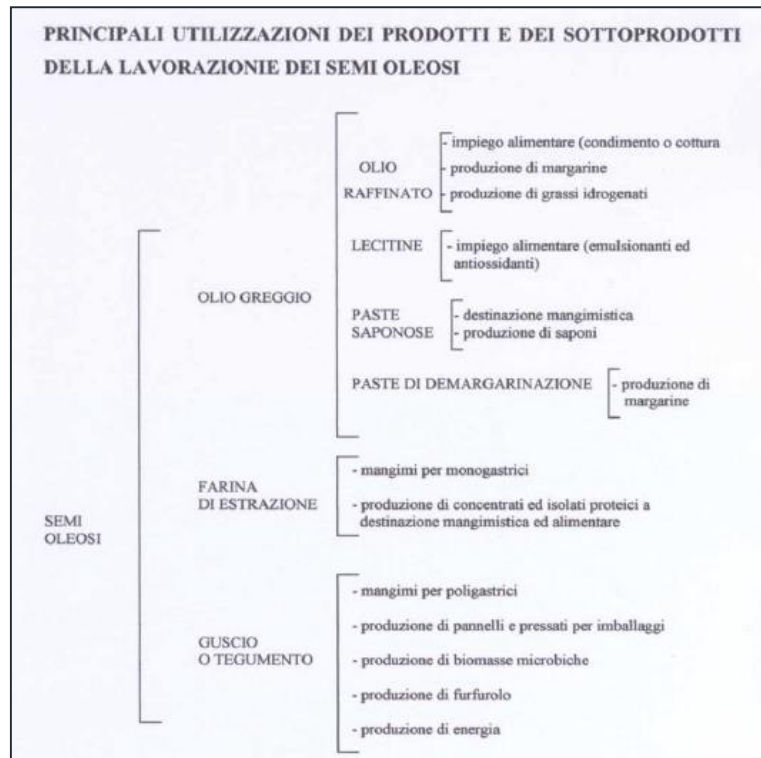 PRINCIPALI UTILIZZAZIONI DEI PRODOTTI E DEI SOTTOPRODOTTI
DELLA LAVORAZIONIE DEI SEMI OLEOSI
SEMI
OLEOSI
OLIO GREGGIO
OLIO
RAFFINATO
- impiego alimentare (condimento o cottura
- produzione di margarine
- produzione di grassi idrogenati
LECITINE
- impiego alimentare (emulsionanti ed
antiossidanti)
PASTE
SAPONOSE
- destinazione mangimistica
- produzione di saponi
PASTE DI DEMARGARINAZIONE
- produzione di
margarine
FARINA
DI ESTRAZIONE
- mangimi per monogastrici
- produzione di concentrati ed isolati proteici a
destinazione mangimistica ed alimentare
GUSCIO
O TEGUMENTO
- mangimi per poligastrici
- produzione di pannelli e pressati per imballaggi
- produzione di biomasse microbiche
- produzione di furfurolo
- produzione di energia